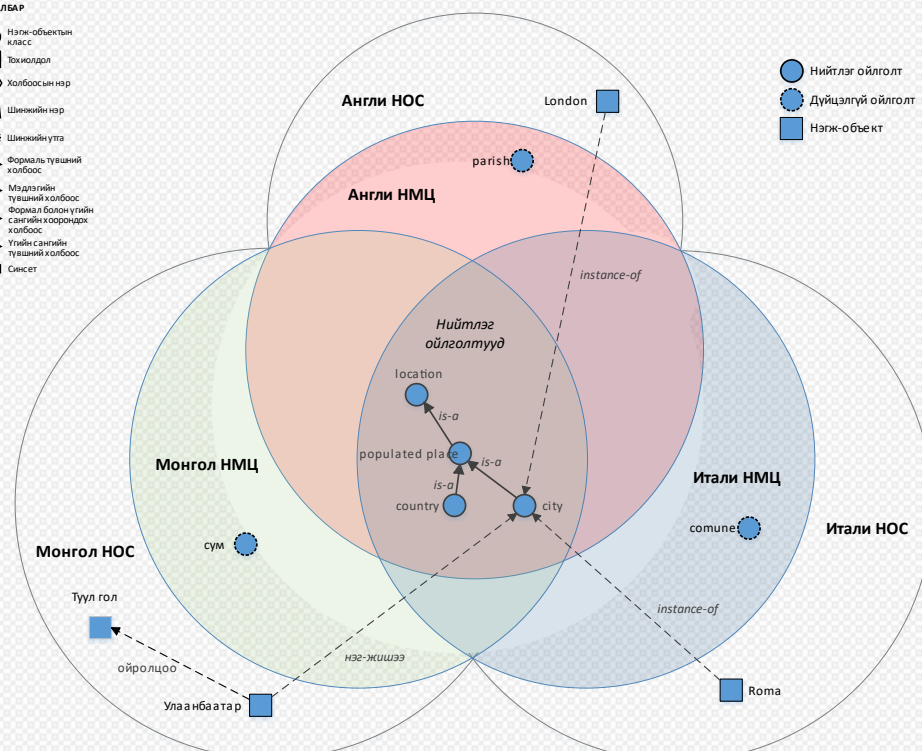 ЛБАР
Нэгж-объектын
класс
Тохиолдол
Холбоосын нэр
Шинжийн нэр
Шинжийн утга
Формаль түвшний
холбоос
Мэдлэгийн
түвшний холбоос
Формал болон үгийн
сангийн хоорондох
холбоос
Үгийн сангийн
түвшний холбоос
Синсет
Англи НОС
London
Нийтлэг ойлголт
Дүйцэлгүй ойлголт
Нэгж-объект
parish
Англи НМЦ
instance-of
Нийтлэг
ойлголтууд
location
is-a
populated place
is-a
is-a
country
city
Монгол НМЦ
Итали НМЦ
comune
Итали НОС
сум
Монгол НОС
Туул гол
instance-of
ойролцоо
нэг-жишээ
Улаанбаатар
Roma